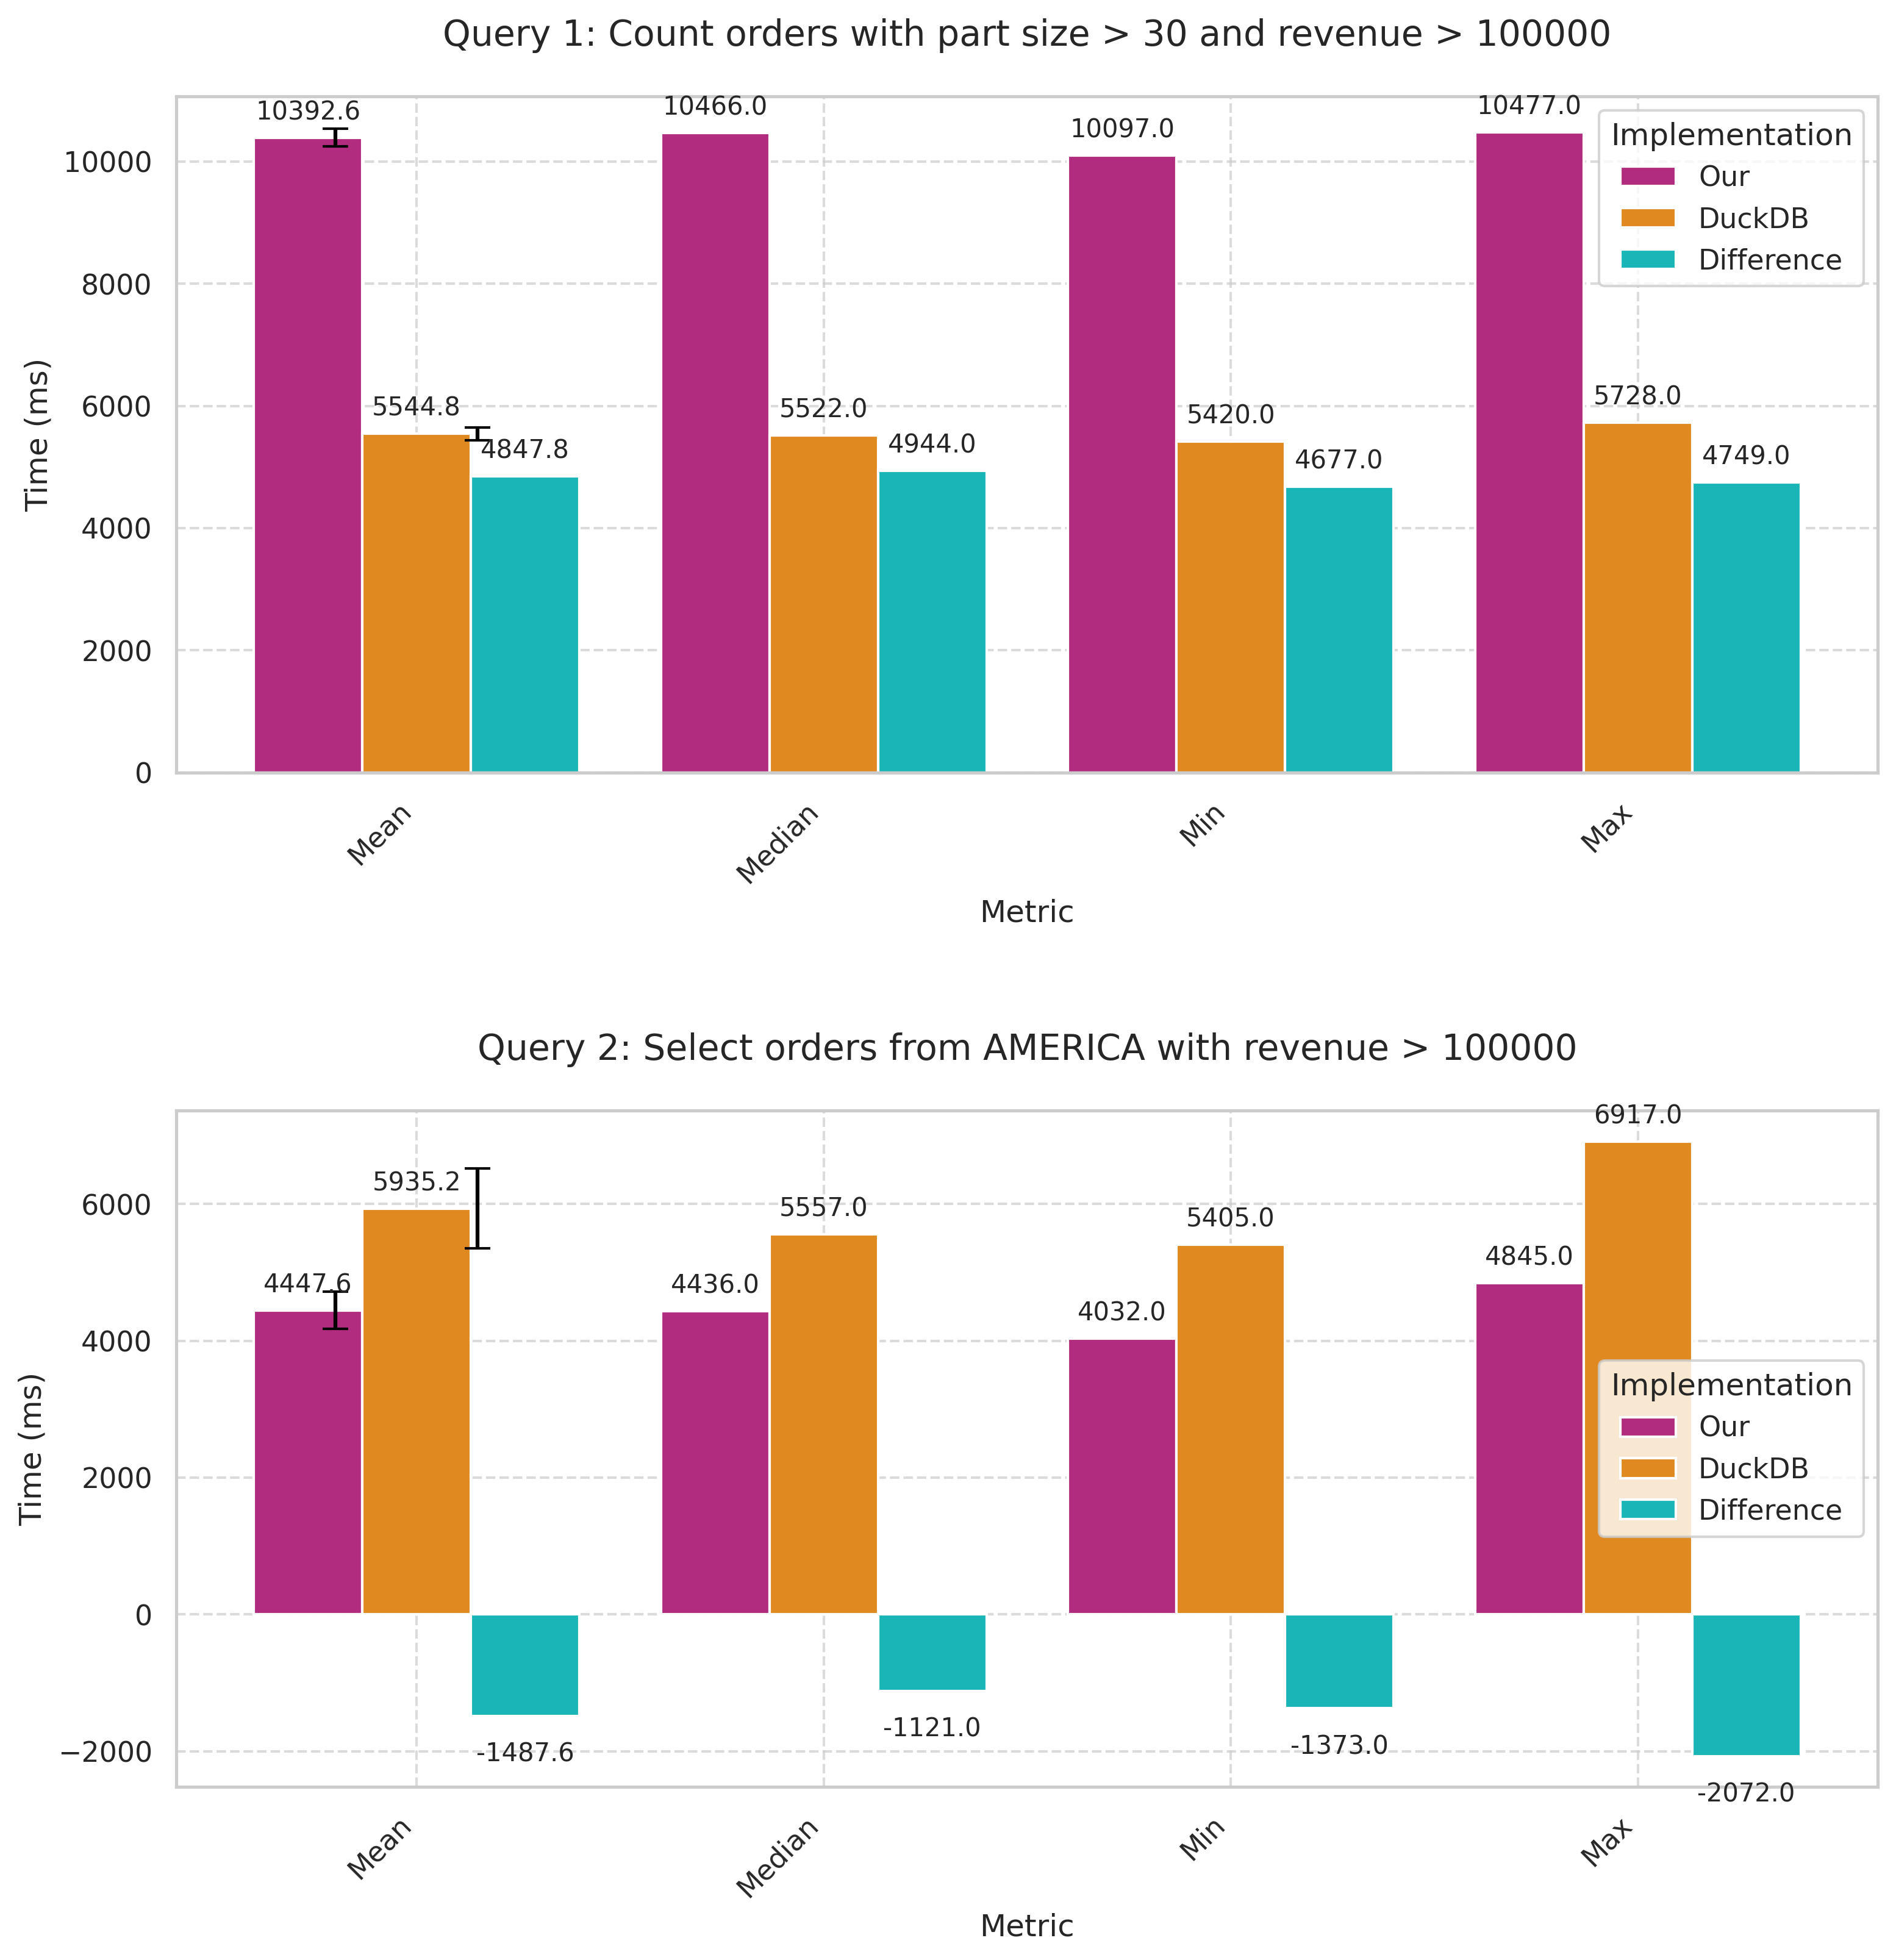 Query 1: Count orders with part size > 30 and revenue > 100000
10392.6
10466.0
10097.0
10477.0
Implementation
Our
DuckDB
Difference
10000
8000
6000
4000
2000
0
5544.8
4847.8
5522.0
4944.0
5420.0
4677.0
5728.0
4749.0
Time (ms)
Mean
Median
Min
Max
Metric
Query 2: Select orders from AMERICA with revenue > 100000
6000
4000
2000
0
−2000
4447.6
5935.2
-1487.6
4436.0
5557.0
-1121.0
4032.0
5405.0
-1373.0
4845.0
6917.0
-2072.0
Implementation
Our
DuckDB
Difference
Time (ms)
Mean
Median
Min
Max
Metric